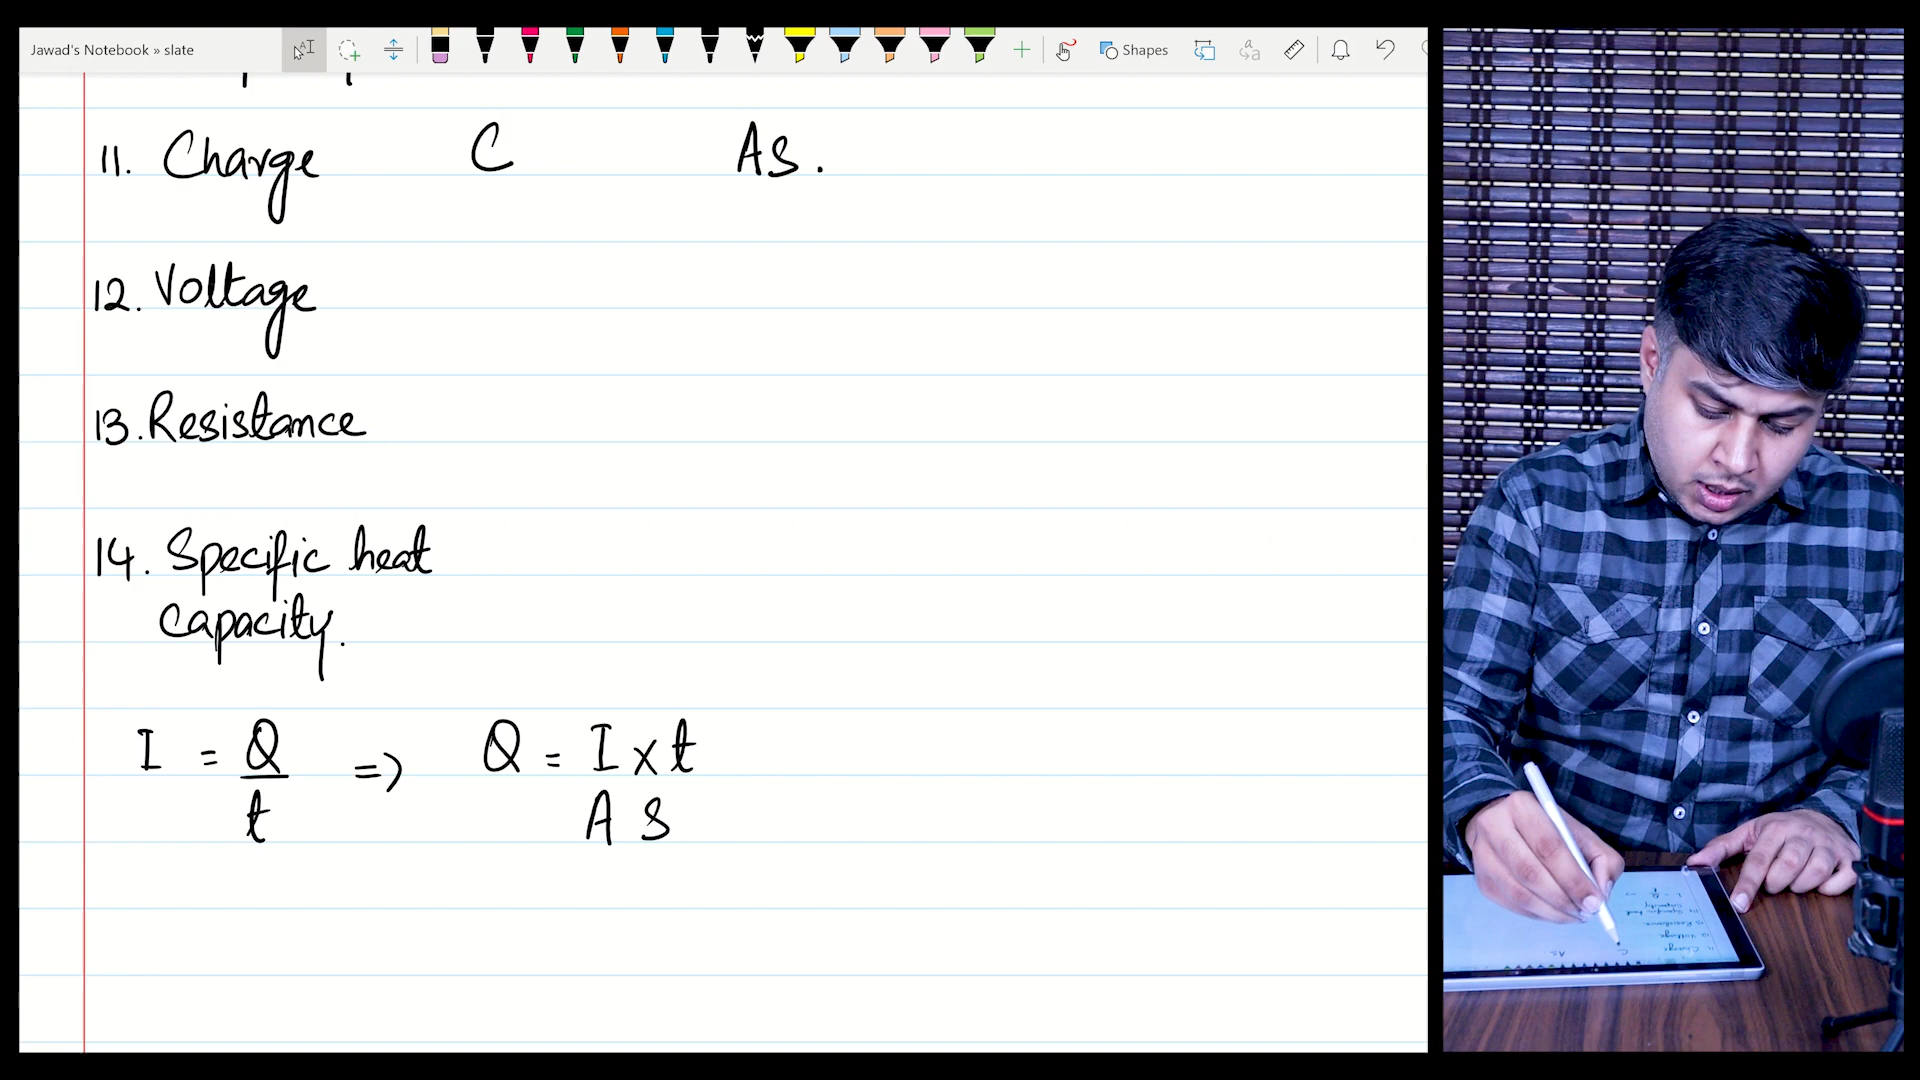 Jawad's Notebook » slate
Shapes
11. Charge C As.
12. Voltage
13. Resistance
14. Specific heat
capacity.
I = Q/t => Q = I x t
A s